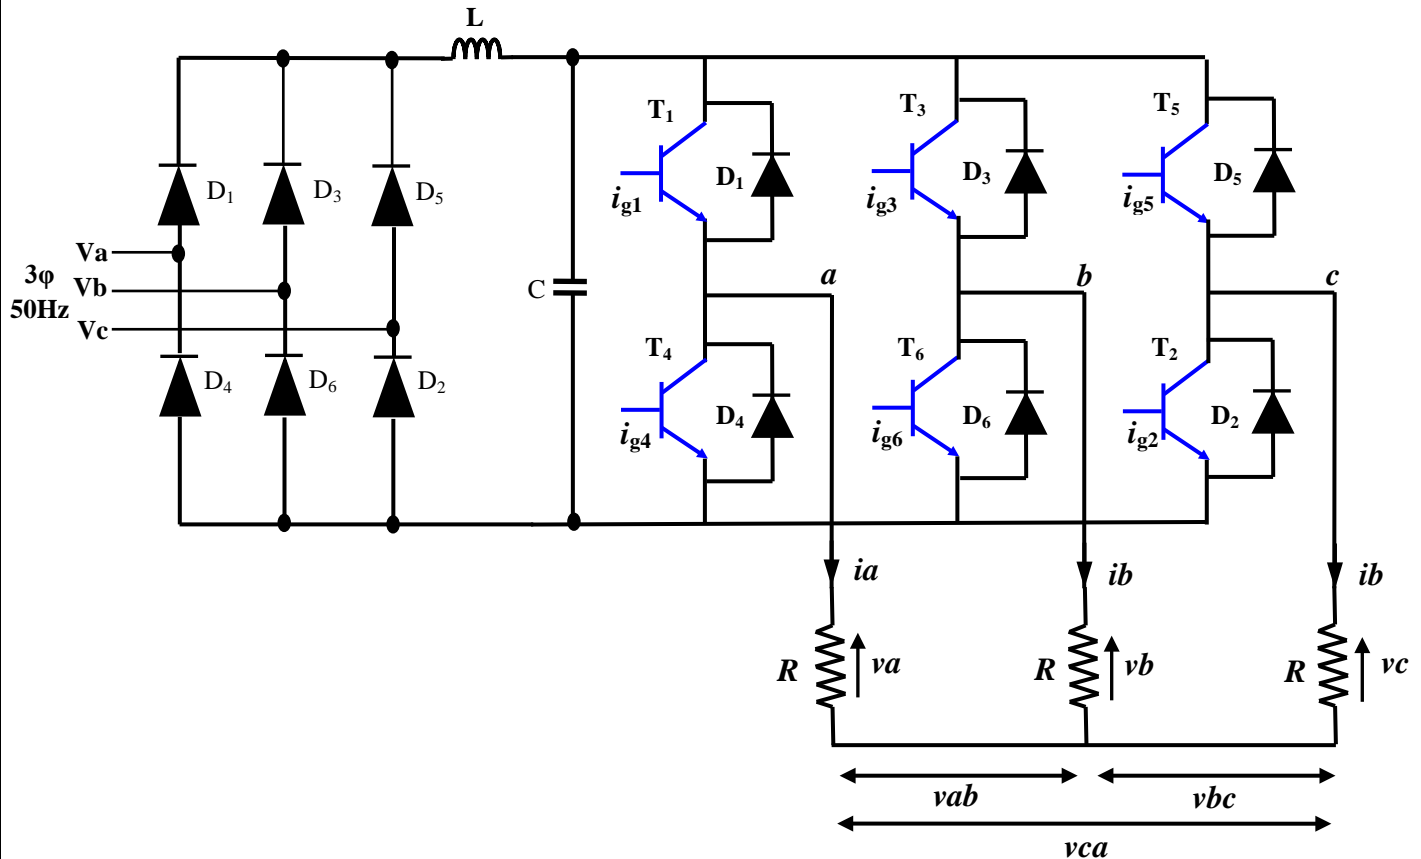 L
T1
T3
T5
D1
D3
D5
D1
D3
D5
ig1
ig3
ig5
Va
3φ
Vb
50Hz
Vc
C
a
b
c
T4
T6
T2
D4
D6
D2
D4
D6
D2
ig4
ig6
ig2
ia
ib
ib
R
va
R
vb
R
vc
vab
vbc
vca